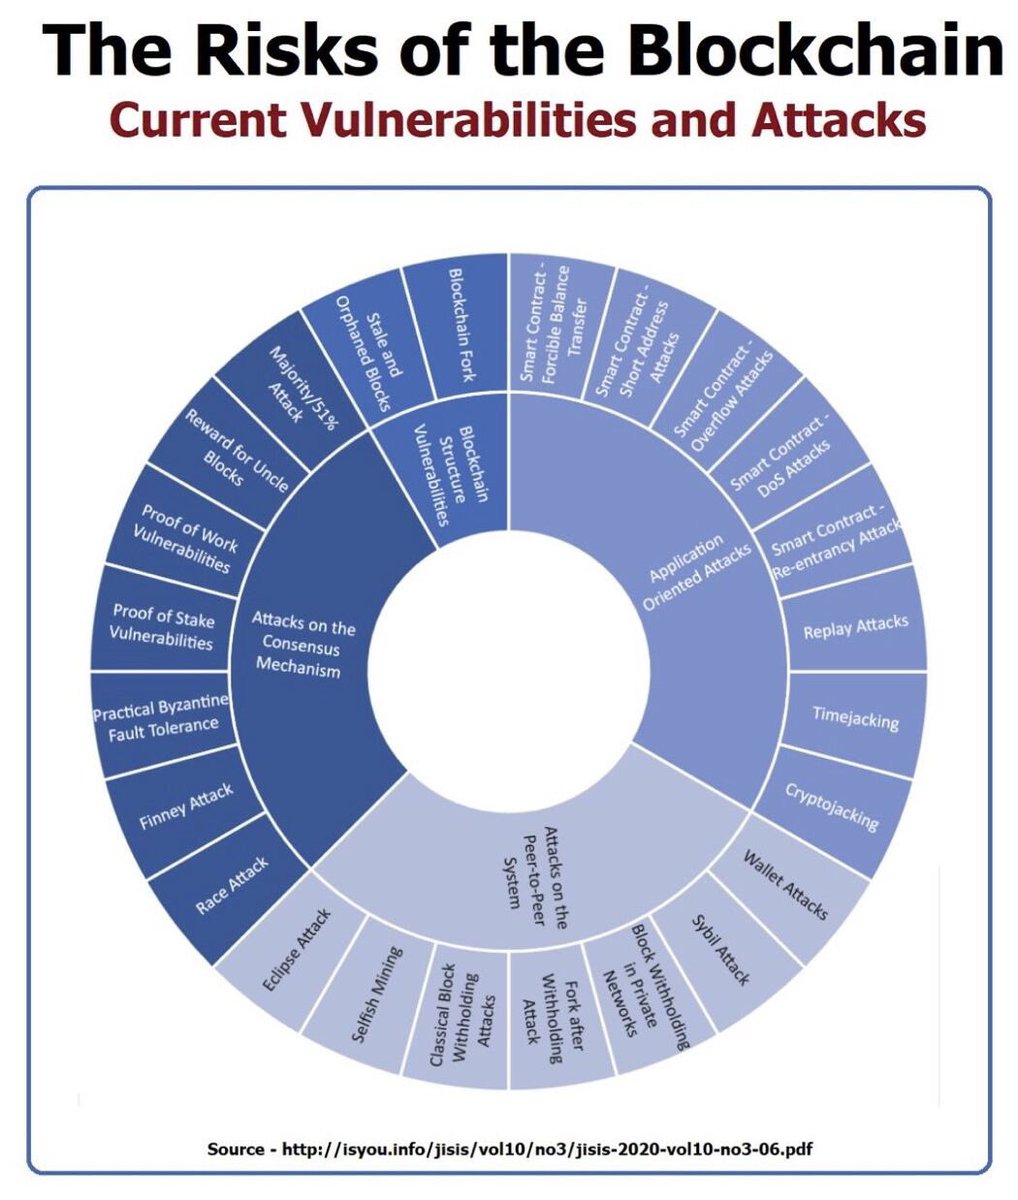 The Risks of the Blockchain
Current Vulnerabilities and Attacks
Blockchain
Structure
Vulnerabilities
Blockchain Fork
Stale and
Orphaned Blocks
Application
Oriented Attacks
Smart Contract -
Forcible Balance
Transfer
Smart Contract -
Short Address
Attacks
Smart Contract -
Overflow Attacks
Smart Contract -
DoS Attacks
Smart Contract -
Re-entrancy Attack
Replay Attacks
Timejacking
Cryptojacking
Attacks on the
Peer-to-Peer
System
Wallet Attacks
Sybil Attack
Block Withholding
in Private
Networks
Fork after
Withholding
Attack
Classical Block
Withholding
Attacks
Selfish Mining
Eclipse Attack
Attacks on the
Consensus
Mechanism
Race Attack
Finney Attack
Practical Byzantine
Fault Tolerance
Proof of Stake
Vulnerabilities
Proof of Work
Vulnerabilities
Reward for Uncle
Blocks
Majority/51%
Attack
Source - http://isyou.info/jisis/vol10/no3/jisis-2020-vol10-no3-06.pdf